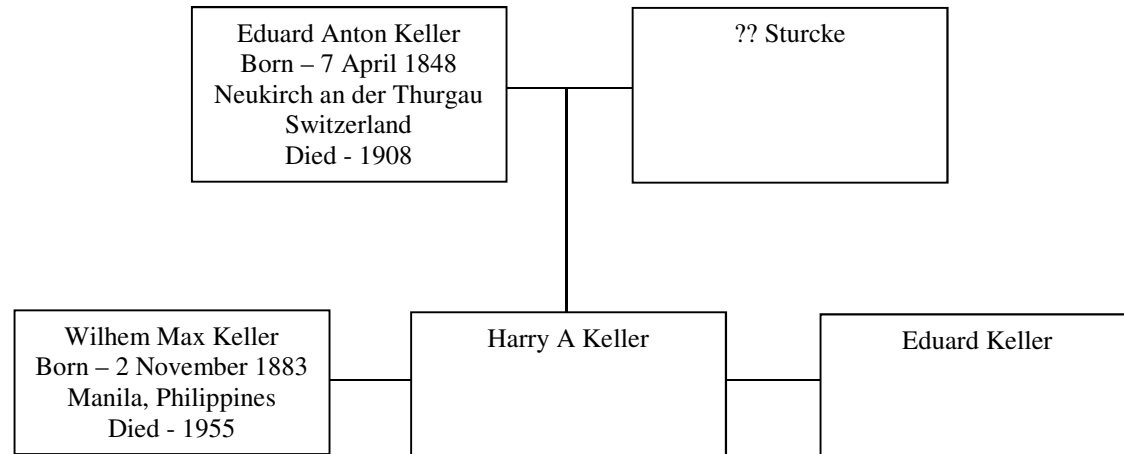 Eduard Anton Keller
Born – 7 April 1848
Neukirch an der Thurgau
Switzerland
Died - 1908
?? Sturcke
Wilhem Max Keller
Born – 2 November 1883
Manila, Philippines
Died - 1955
Harry A Keller
Eduard Keller